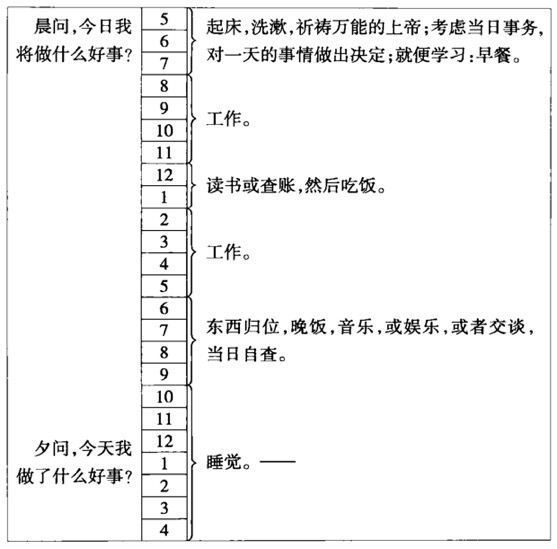 晨问,今日我
将做什么好事?
5
6
7
起床,洗漱,祈祷万能的上帝;考虑当日事务,
对一天的事情做出决定;就便学习:早餐。
8
9
10
11
工作。
12
1
读书或查账,然后吃饭。
2
3
4
5
工作。
6
7
8
9
东西归位,晚饭,音乐,或娱乐,或者交谈,
当日自查。
夕问,今天我
做了什么好事?
10
11
12
1
2
3
4
睡觉。——